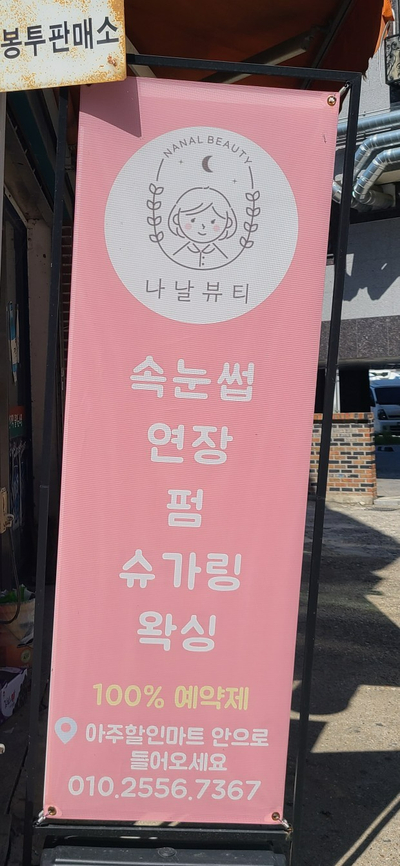 봉투판매소
NANAL BEAUTY
나날뷰티
속눈썹
연장
펌
슈가링
왁싱
100% 예약제
아주할인마트 안으로
들어오세요
010.2556.7367